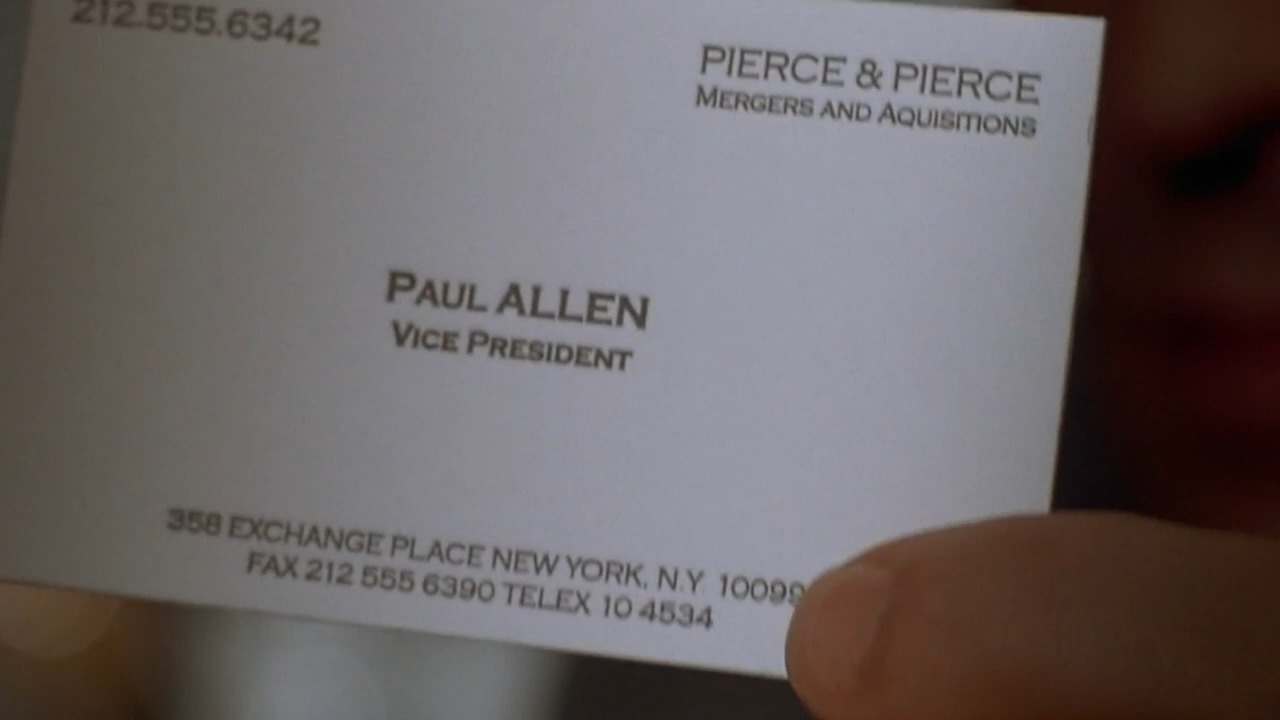 212.555.6342
PIERCE & PIERCE
MERGERS AND AQUISITIONS
PAUL ALLEN
VICE PRESIDENT
358 EXCHANGE PLACE NEW YORK, N.Y. 10099
FAX 212 555 6390 TELEX 10 4534